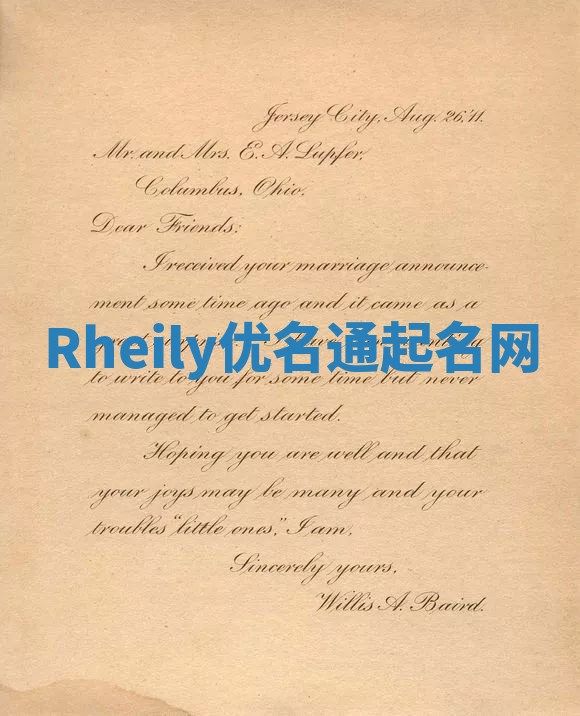 Jersey City, Aug. 26,'11.
Mr. and Mrs. E. A. Lupfer,
Columbus, Ohio.
Dear Friends:
I received your marriage announce-
ment some time ago and it came as a
Rheily优名通起名网
to write to you for some time but never
managed to get started.
Hoping you are well and that
your joys may be many and your
troubles "little ones," I am,
Sincerely yours,
Willis A. Baird.